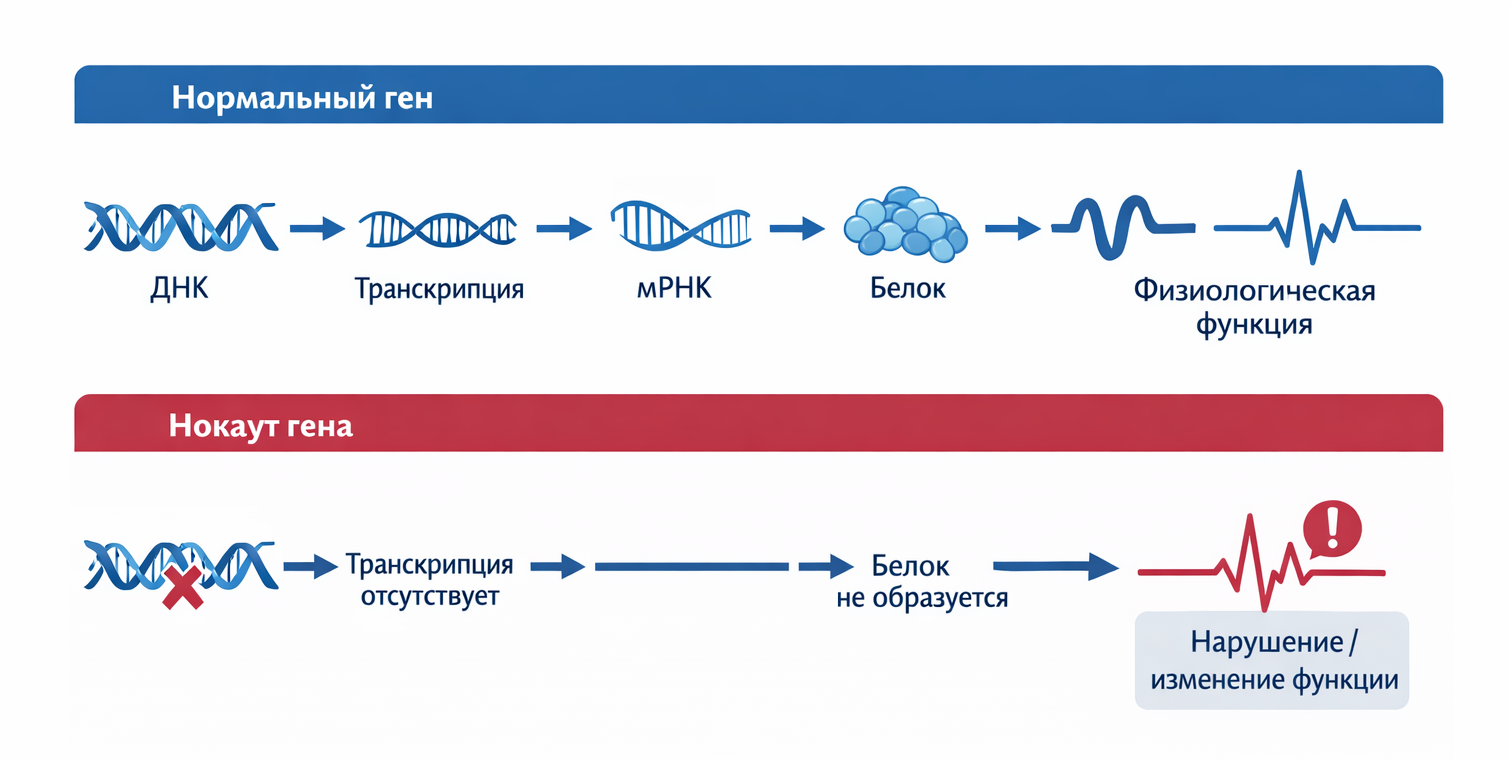 Нормальный ген
ДНК
Транскрипция
мРНК
Белок
Физиологическая
функция
Нокаут гена
Транскрипция
отсутствует
Белок
не образуется
!
Нарушение /
изменение функции